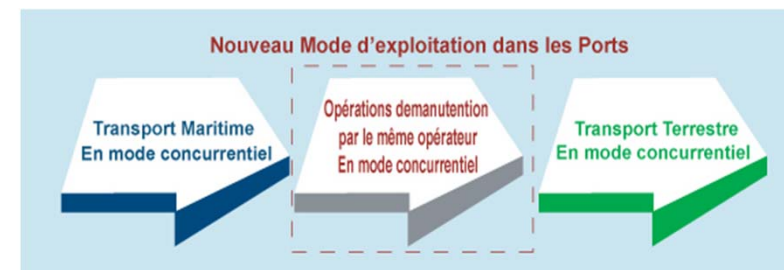 Nouveau Mode d'exploitation dans les Ports
Transport Maritime
En mode concurrentiel
Opérations demanutention
par le même opérateur
En mode concurrentiel
Transport Terrestre
En mode concurrentiel